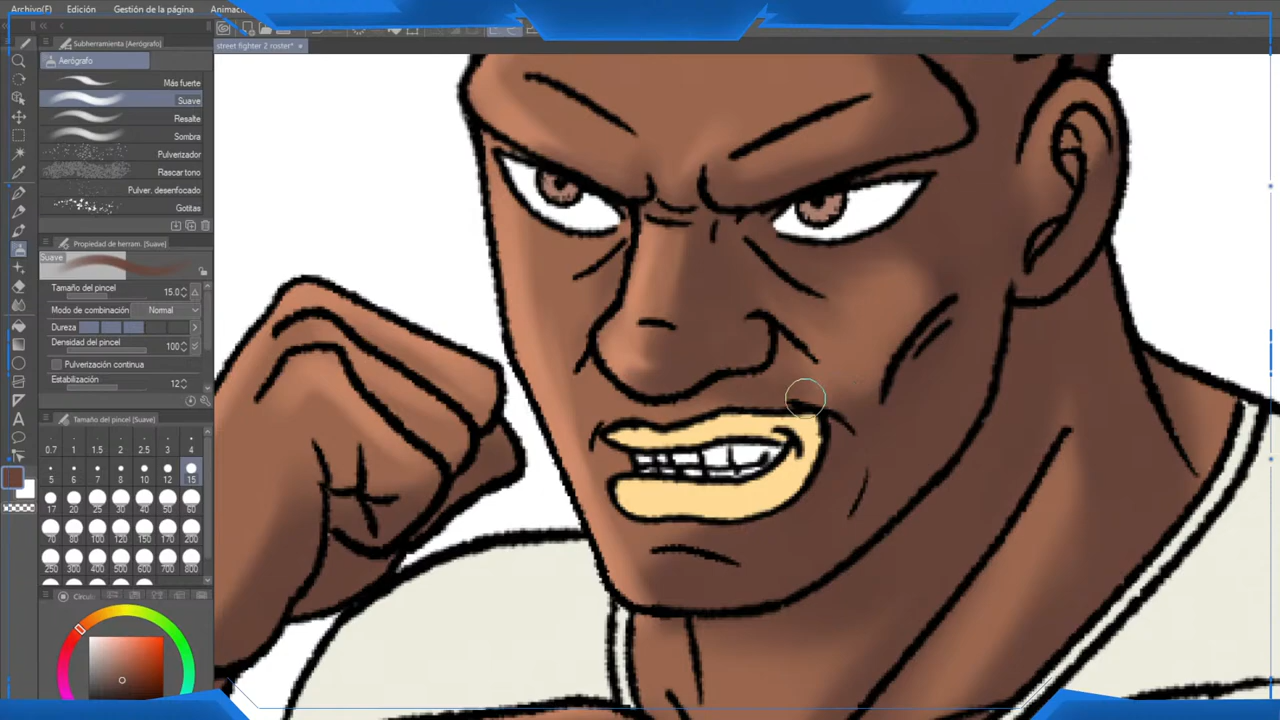 Archivo(F) Edición Gestión de la página Animació
Subherramienta (Aerógrafo)
street fighter 2 roster*
Aerógrafo
Más fuerte
Suave
Resalte
Sombra
Pulverizador
Rascar tono
Pulver. desenfocado
Gotitas
Propiedad de herram. (Suave)
Suave
Tamaño del pincel 15.0
Modo de combinación Normal
Dureza
Densidad del pincel 100
Pulverización continua
Estabilización 12
Tamaño del pincel (Suave)
0.7 1 1.5 2 3 4
5 6 7 8 10 12 15
17 20 25 30 40 50 60
70 80 100 120 150 170 200
250 300 400 500 600 700 800
Círculo